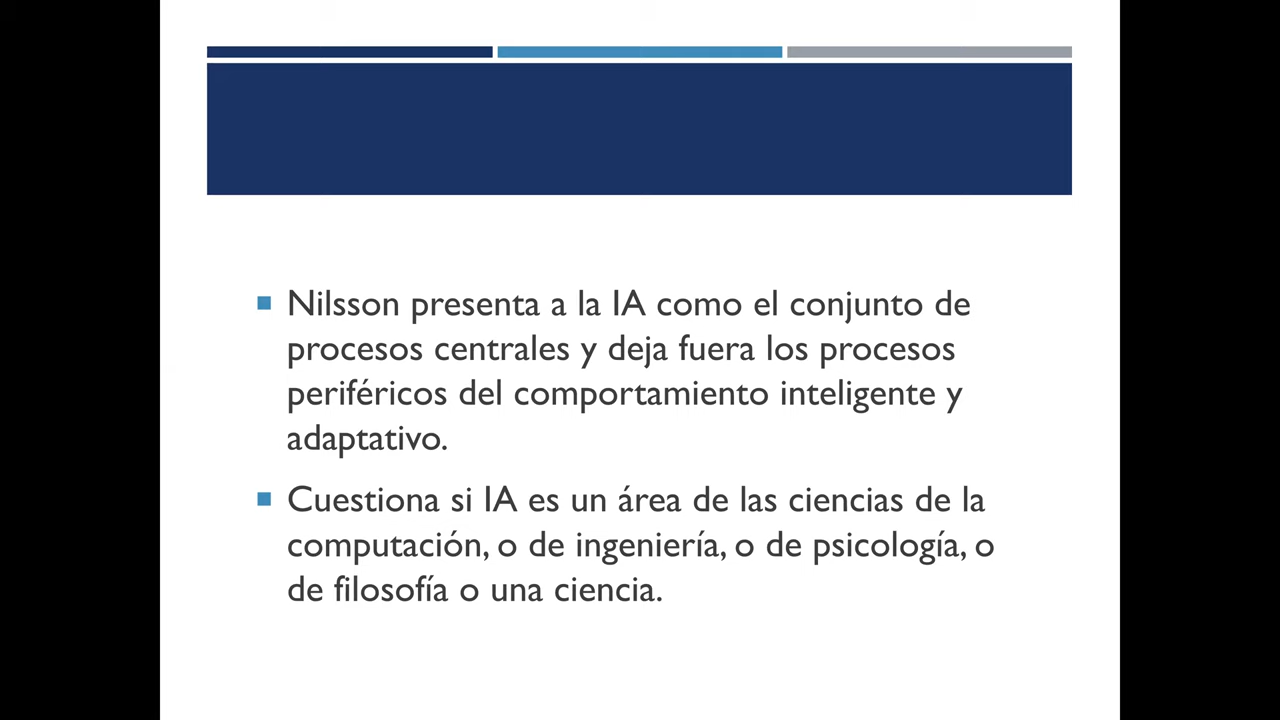 Nilsson presenta a la IA como el conjunto de
procesos centrales y deja fuera los procesos
periféricos del comportamiento inteligente y
adaptativo.
Cuestiona si IA es un área de las ciencias de la
computación, o de ingeniería, o de psicología, o
de filosofía o una ciencia.